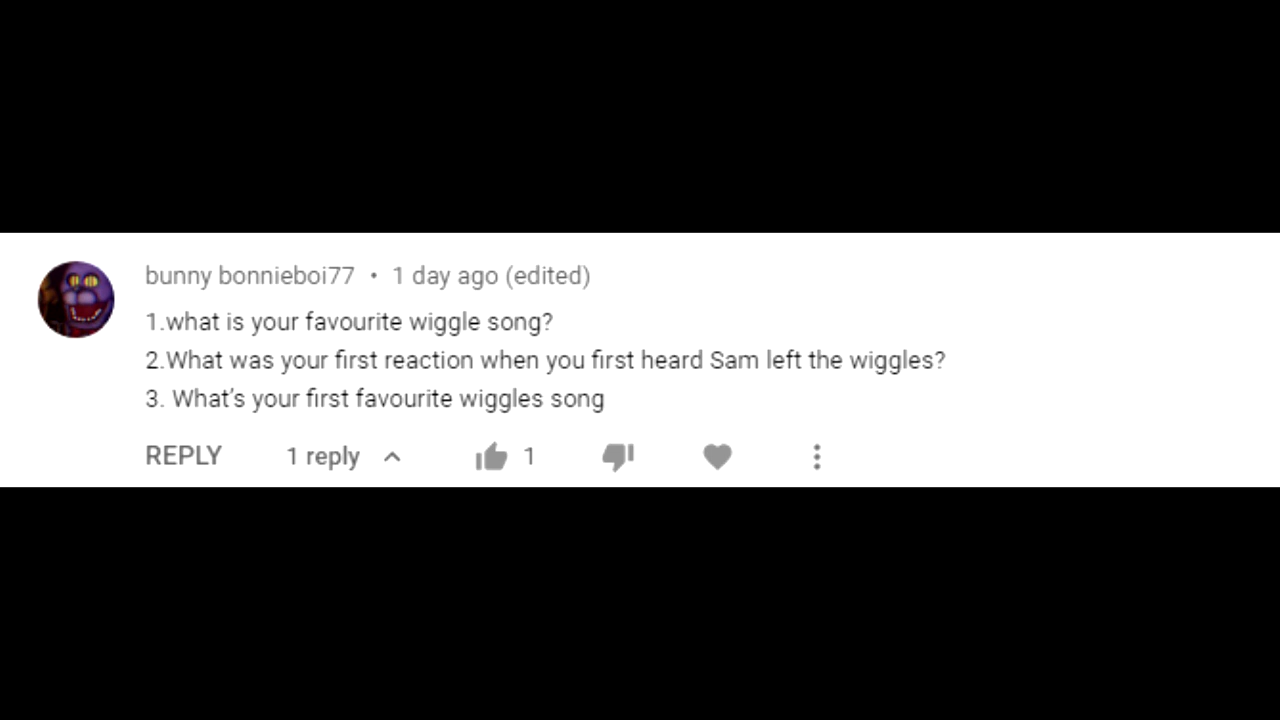 bunny bonnieboi77 • 1 day ago (edited)
1.what is your favourite wiggle song?
2.What was your first reaction when you first heard Sam left the wiggles?
3. What's your first favourite wiggles song
REPLY 1 reply 1